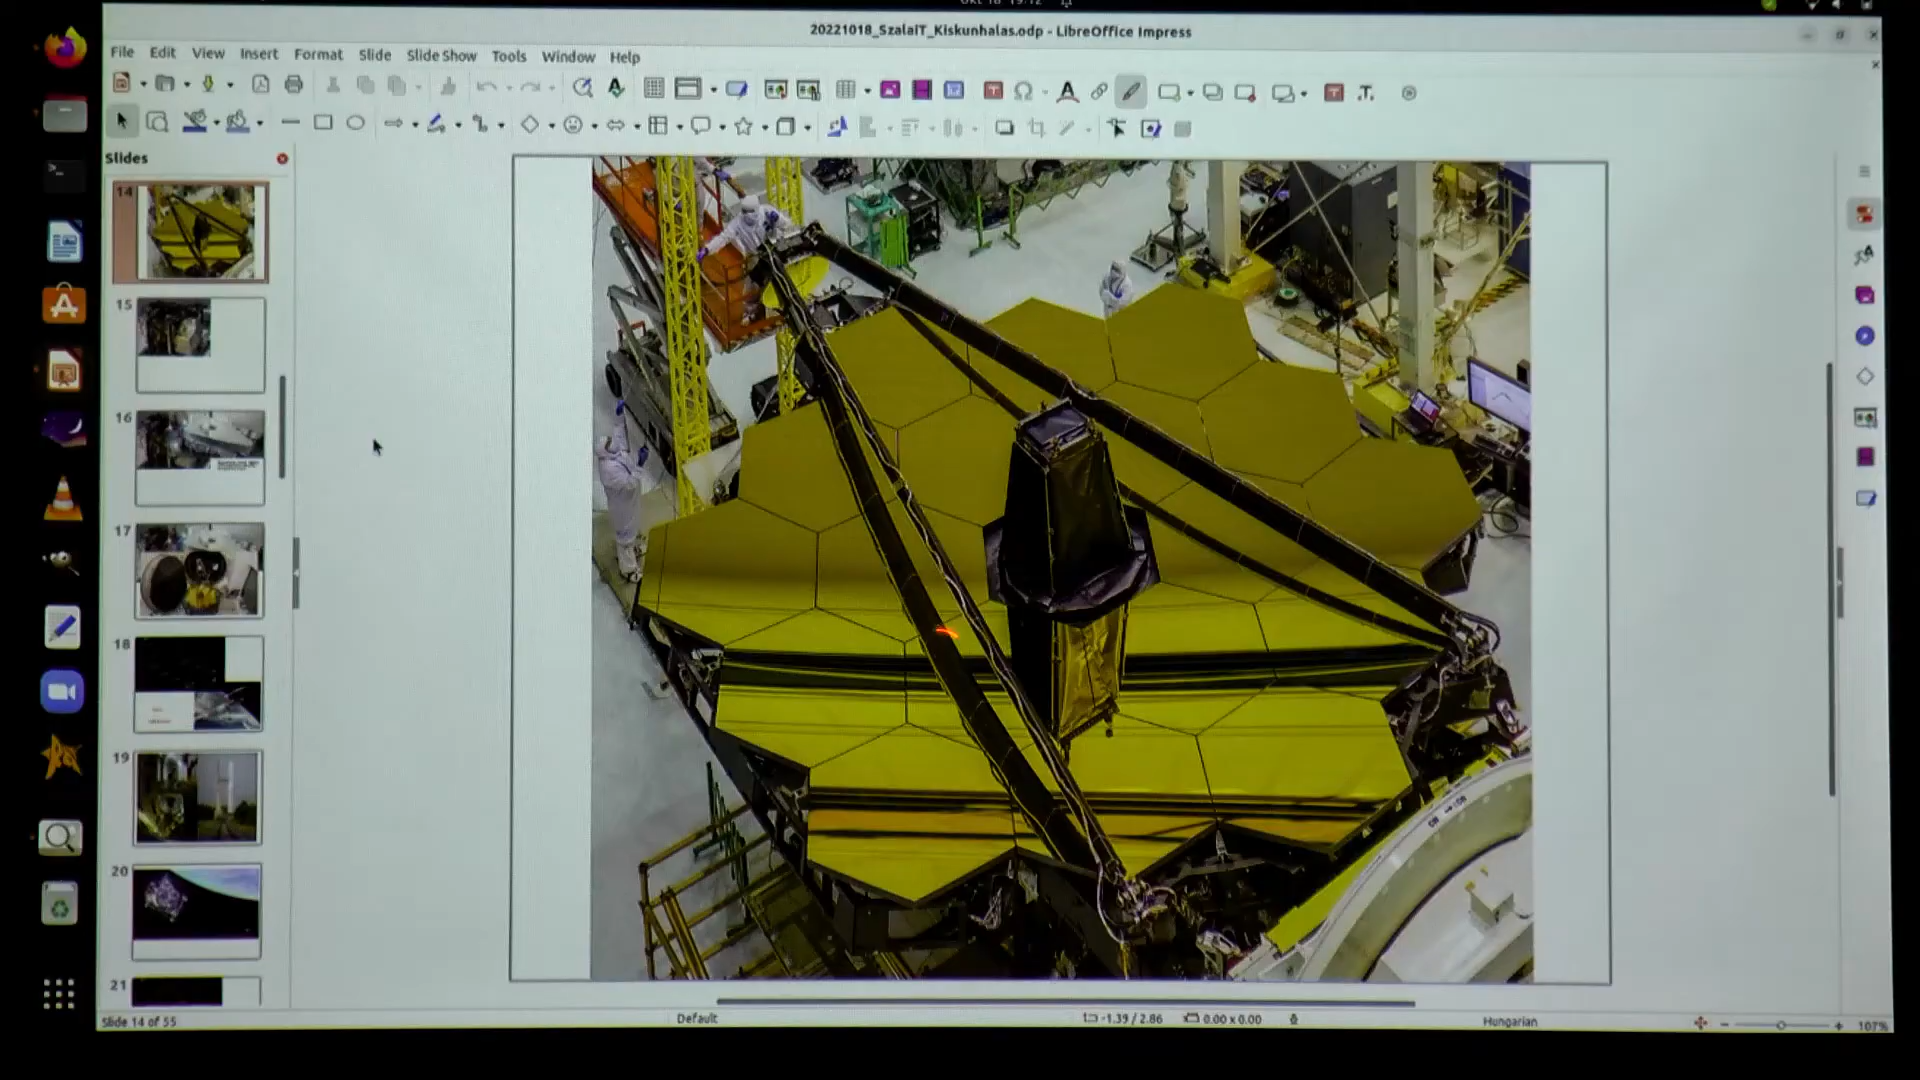 20221018_SzalaiT_Kiskunhalas.odp - LibreOffice Impress
File Edit View Insert Format Slide Slide Show Tools Window Help
Slides
14
15
16
17
18
19
20
21
Slide 14 of 55
Default
-1.39 / 2.86
0.00 x 0.00
Hungarian
107%